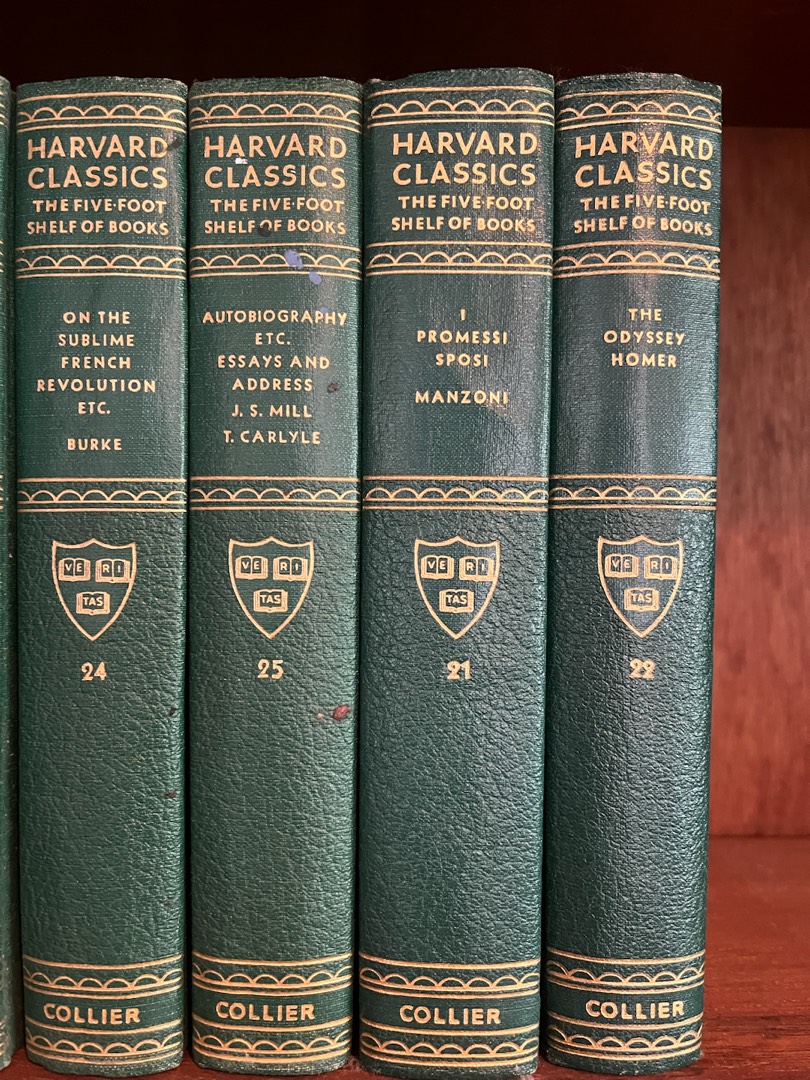 HARVARD
CLASSICS
THE FIVE-FOOT
SHELF OF BOOKS
ON THE
SUBLIME
FRENCH
REVOLUTION
ETC.
BURKE
VE RI
TAS
24
COLLIER
HARVARD
CLASSICS
THE FIVE-FOOT
SHELF OF BOOKS
AUTOBIOGRAPHY
ETC.
ESSAYS AND
ADDRESS
J. S. MILL
T. CARLYLE
VE RI
TAS
25
COLLIER
HARVARD
CLASSICS
THE FIVE-FOOT
SHELF OF BOOKS
I
PROMESSI
SPOSI
MANZONI
VE RI
TAS
21
COLLIER
HARVARD
CLASSICS
THE FIVE-FOOT
SHELF OF BOOKS
THE
ODYSSEY
HOMER
VE RI
TAS
22
COLLIER